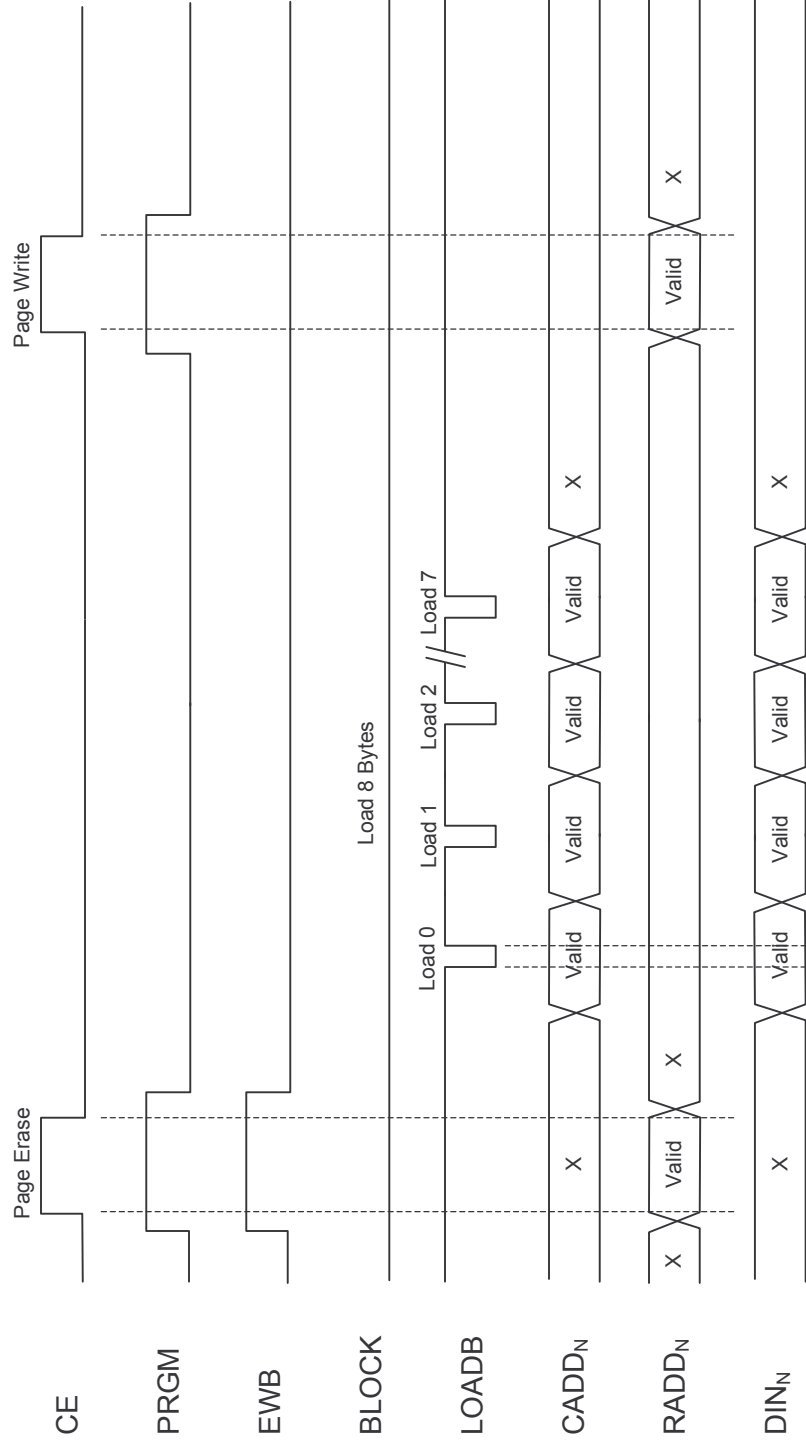 Page Erase
Page Write
CE
PRGM
EWB
Load 8 Bytes
BLOCK
Load 0
Load 1
Load 2
//
Load 7
LOADB
CADDN
X
Valid
Valid
Valid
Valid
X
RADDN
X
Valid
X
Valid
X
DINN
X
Valid
Valid
Valid
Valid
X